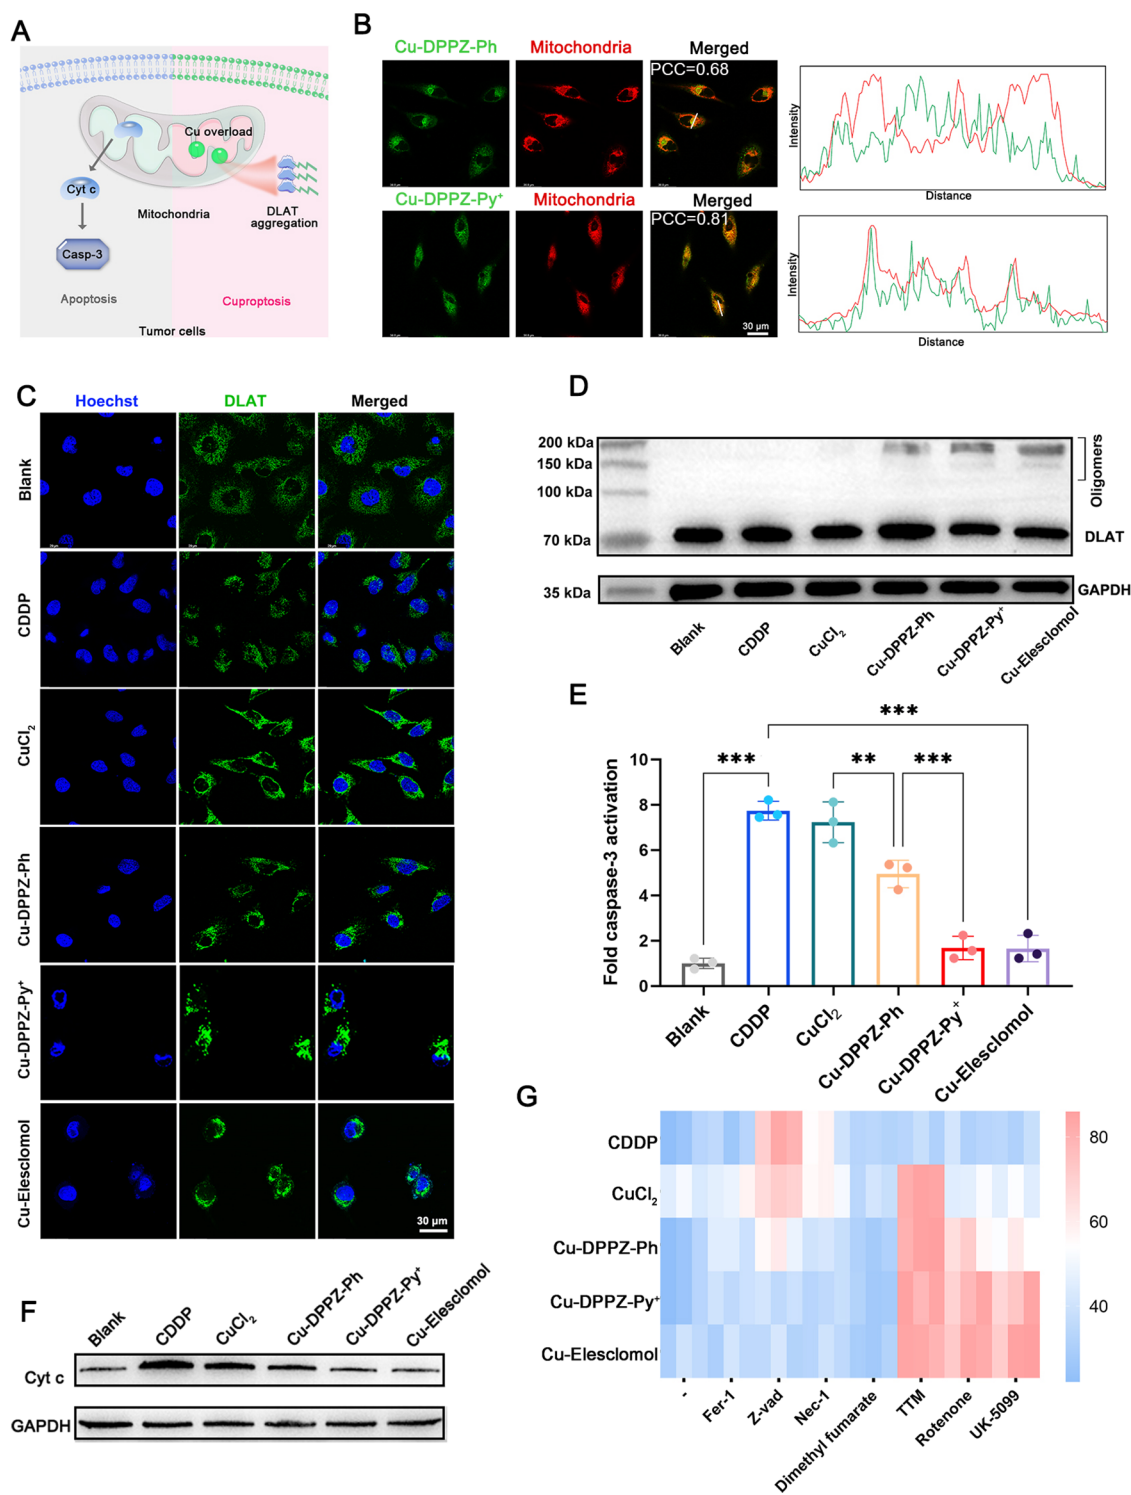 A
Cu overload
Cyt c
Mitochondria
DLAT
aggregation
Casp-3
Apoptosis
Cuproptosis
Tumor cells
B
Cu-DPPZ-Ph
Mitochondria
Merged
PCC=0.68
Intensity
Distance
Cu-DPPZ-Py+
Mitochondria
Merged
PCC=0.81
30 µm
Intensity
Distance
C
Hoechst
DLAT
Merged
Blank
CDDP
CuCl2
Cu-DPPZ-Ph
Cu-DPPZ-Py+
Cu-Elesclomol
30 µm
D
200 kDa
150 kDa
100 kDa
70 kDa
35 kDa
Oligomers
DLAT
GAPDH
Blank
CDDP
CuCl2
Cu-DPPZ-Ph
Cu-DPPZ-Py+
Cu-Elesclomol
E
Fold caspase-3 activation
10
8
6
4
2
0
***
***
**
***
Blank
CDDP
CuCl2
Cu-DPPZ-Ph
Cu-DPPZ-Py+
Cu-Elesclomol
F
Blank
CDDP
CuCl2
Cu-DPPZ-Ph
Cu-DPPZ-Py+
Cu-Elesclomol
Cyt c
GAPDH
G
CDDP
CuCl2
Cu-DPPZ-Ph
Cu-DPPZ-Py+
Cu-Elesclomol
-
Fer-1
Z-vad
Nec-1
Dimethyl fumarate
TTM
Rotenone
UK-5099
80
60
40